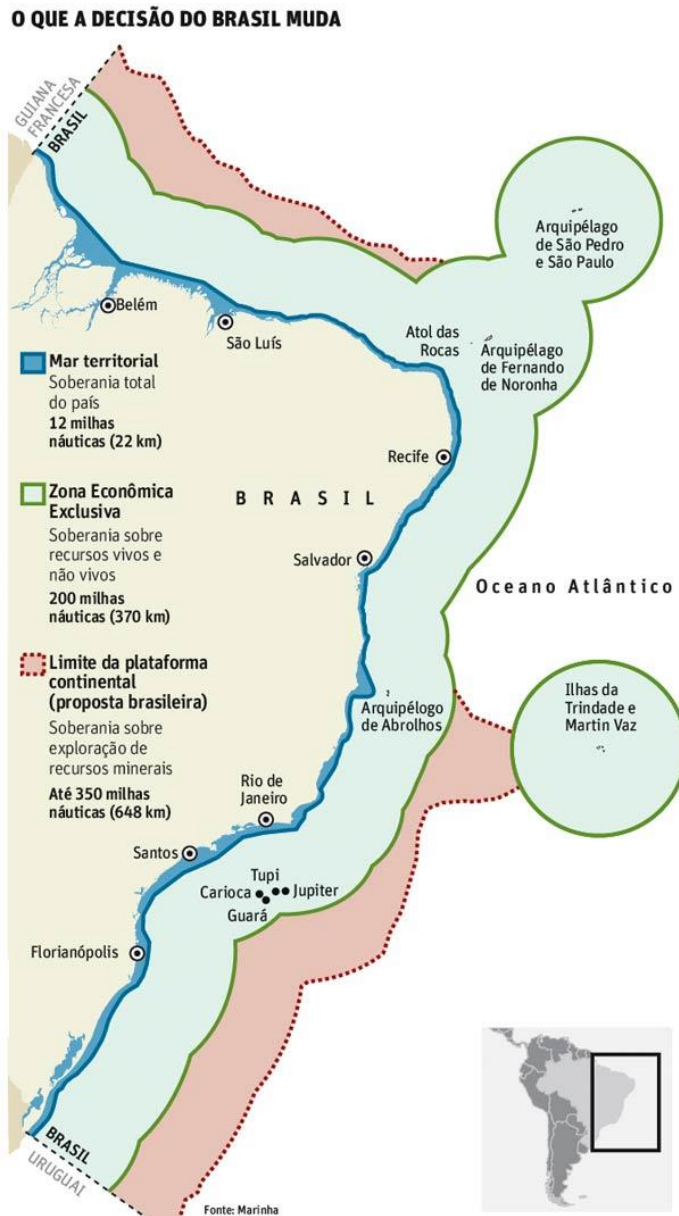 O QUE A DECISÃO DO BRASIL MUDA
GUIANA
FRANCESA
BRASIL
Arquipélago
de São Pedro
e São Paulo
Belém
São Luís
Atol das
Rocas
Arquipélago
de Fernando
de Noronha
Mar territorial
Soberania total
do país
12 milhas
náuticas (22 km)
Recife
BRASIL
Zona Econômica
Exclusiva
Soberania sobre
recursos vivos e
não vivos
200 milhas
náuticas (370 km)
Salvador
Oceano Atlântico
Limite da plataforma
continental
(proposta brasileira)
Soberania sobre
exploração de
recursos minerais
Até 350 milhas
náuticas (648 km)
Arquipélogo
de Abrolhos
Ilhas da
Trindade e
Martin Vaz
Rio de
Janeiro
Santos
Tupi
Carioca
Jupiter
Guará
Florianópolis
BRASIL
URUGUAI
Fonte: Marinha